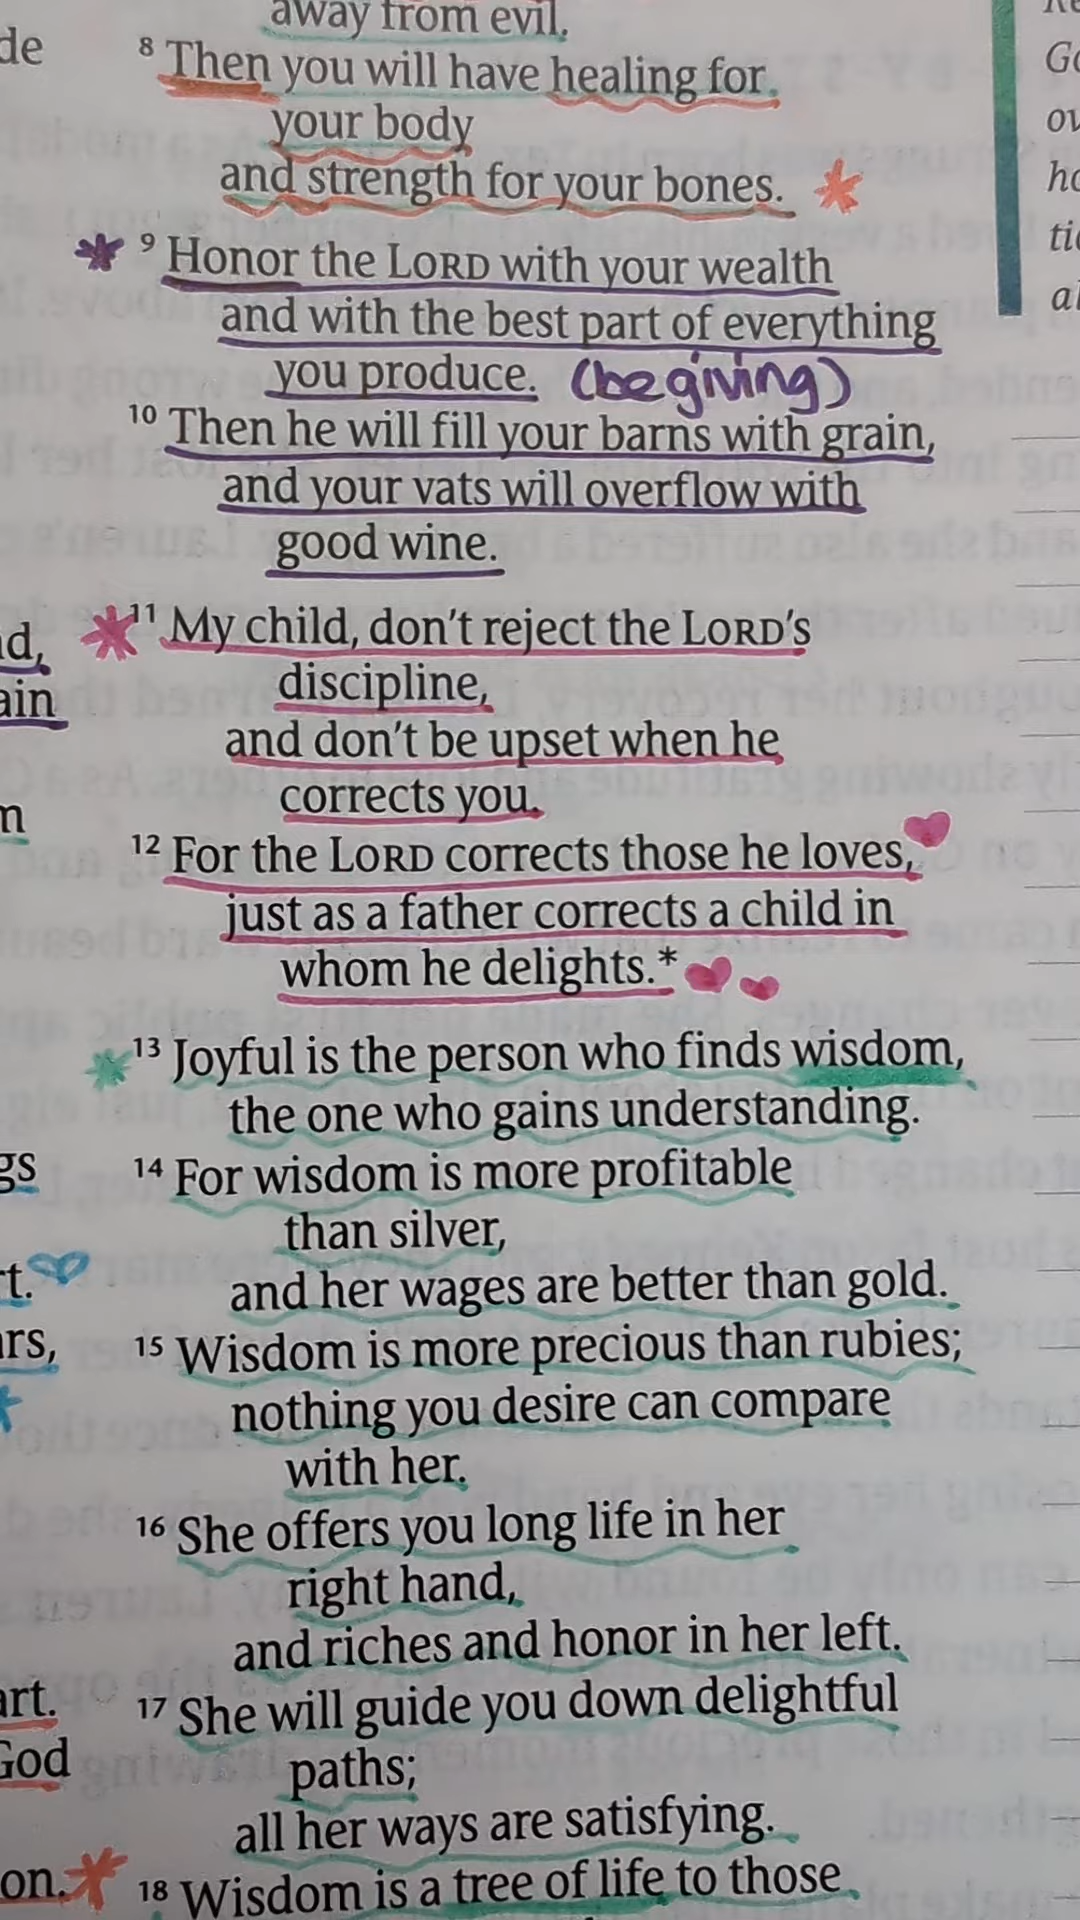 away from evil.
8 Then you will have healing for
your body
and strength for your bones.
9 Honor the LORD with your wealth
and with the best part of everything
you produce. (be giving)
10 Then he will fill your barns with grain,
and your vats will overflow with
good wine.
11 My child, don't reject the LORD's
discipline,
and don't be upset when he
corrects you.
12 For the LORD corrects those he loves,
just as a father corrects a child in
whom he delights.*
13 Joyful is the person who finds wisdom,
the one who gains understanding.
14 For wisdom is more profitable
than silver,
and her wages are better than gold.
15 Wisdom is more precious than rubies;
nothing you desire can compare
with her.
16 She offers you long life in her
right hand,
and riches and honor in her left.
17 She will guide you down delightful
paths;
all her ways are satisfying.
18 Wisdom is a tree of life to those
God